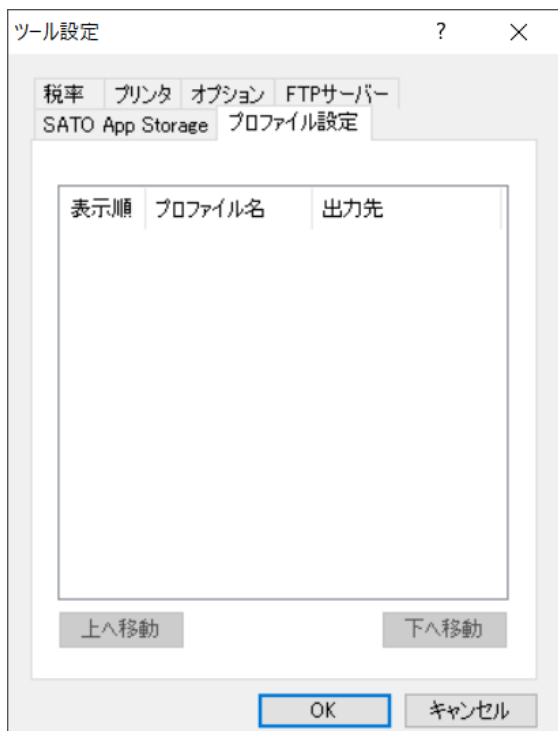 ツール設定 ?
税率 プリンタ オプション FTPサーバー
SATO App Storage プロファイル設定
表示順 プロファイル名 出力先
上へ移動 下へ移動
OK キャンセル